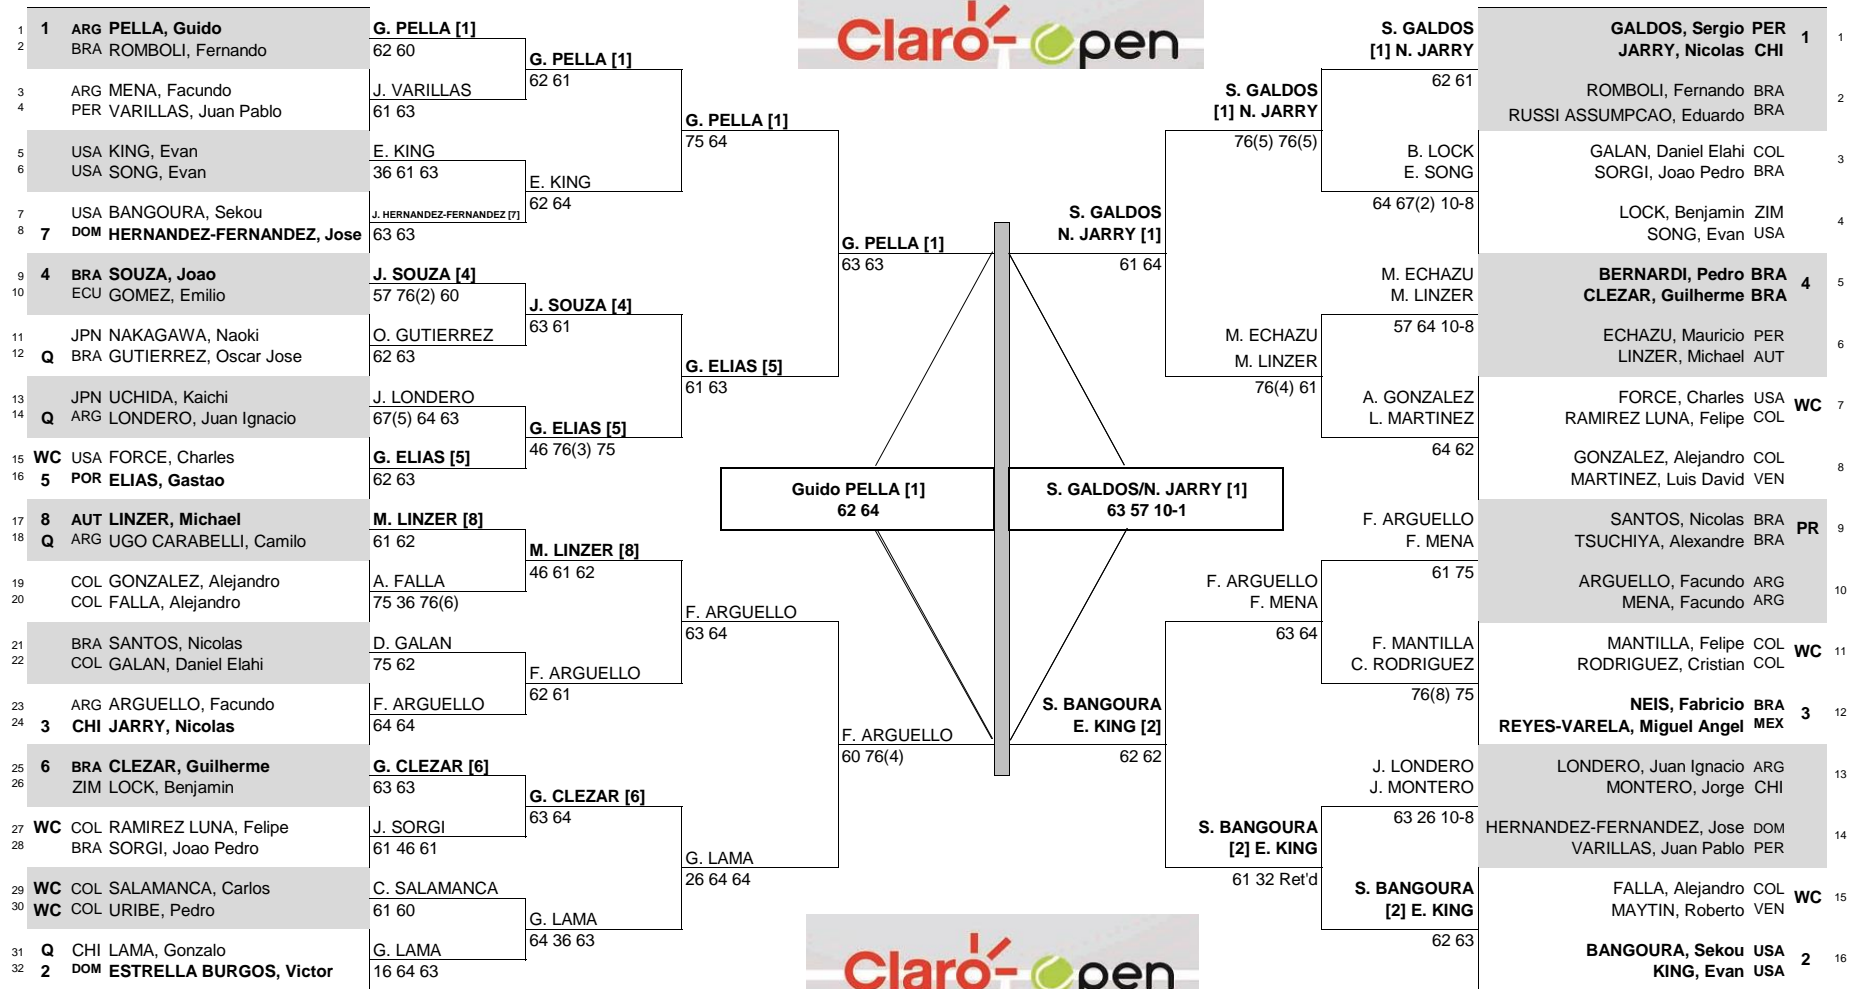 Claro- open
1 1 ARG PELLA, Guido
2 BRA ROMBOLI, Fernando
3 ARG MENA, Facundo
4 PER VARILLAS, Juan Pablo
5 USA KING, Evan
6 USA SONG, Evan
7 USA BANGOURA, Sekou
8 7 DOM HERNANDEZ-FERNANDEZ, Jose
9 4 BRA SOUZA, Joao
10 ECU GOMEZ, Emilio
11 JPN NAKAGAWA, Naoki
12 Q BRA GUTIERREZ, Oscar Jose
13 JPN UCHIDA, Kaichi
14 Q ARG LONDERO, Juan Ignacio
15 WC USA FORCE, Charles
16 5 POR ELIAS, Gastao
17 8 AUT LINZER, Michael
18 Q ARG UGO CARABELLI, Camilo
19 COL GONZALEZ, Alejandro
20 COL FALLA, Alejandro
21 BRA SANTOS, Nicolas
22 COL GALAN, Daniel Elahi
23 ARG ARGUELLO, Facundo
24 3 CHI JARRY, Nicolas
25 6 BRA CLEZAR, Guilherme
26 ZIM LOCK, Benjamin
27 WC COL RAMIREZ LUNA, Felipe
28 BRA SORGI, Joao Pedro
29 WC COL SALAMANCA, Carlos
30 WC COL URIBE, Pedro
31 Q CHI LAMA, Gonzalo
32 2 DOM ESTRELLA BURGOS, Victor
G. PELLA [1]
62 60
J. VARILLAS
61 63
E. KING
36 61 63
J. HERNANDEZ-FERNANDEZ [7]
63 63
J. SOUZA [4]
57 76(2) 60
O. GUTIERREZ
62 63
J. LONDERO
67(5) 64 63
G. ELIAS [5]
62 63
M. LINZER [8]
61 62
A. FALLA
75 36 76(6)
D. GALAN
75 62
F. ARGUELLO
64 64
G. CLEZAR [6]
63 63
J. SORGI
61 46 61
C. SALAMANCA
61 60
G. LAMA
16 64 63
G. PELLA [1]
62 61
E. KING
62 64
J. SOUZA [4]
63 61
G. ELIAS [5]
46 76(3) 75
M. LINZER [8]
46 61 62
F. ARGUELLO
62 61
G. CLEZAR [6]
63 64
G. LAMA
64 36 63
G. PELLA [1]
75 64
G. ELIAS [5]
61 63
F. ARGUELLO
63 64
G. LAMA
26 64 64
G. PELLA [1]
63 63
F. ARGUELLO
60 76(4)
Guido PELLA [1]
62 64
S. GALDOS/N. JARRY [1]
63 57 10-1
S. GALDOS
N. JARRY [1]
61 64
S. BANGOURA
E. KING [2]
62 62
S. GALDOS
[1] N. JARRY
76(5) 76(5)
M. ECHAZU
M. LINZER
76(4) 61
F. ARGUELLO
F. MENA
63 64
S. BANGOURA
[2] E. KING
61 32 Ret'd
S. GALDOS
[1] N. JARRY
62 61
B. LOCK
E. SONG
64 67(2) 10-8
M. ECHAZU
M. LINZER
57 64 10-8
A. GONZALEZ
L. MARTINEZ
64 62
F. ARGUELLO
F. MENA
61 75
F. MANTILLA
C. RODRIGUEZ
76(8) 75
J. LONDERO
J. MONTERO
63 26 10-8
S. BANGOURA
[2] E. KING
62 63
GALDOS, Sergio PER 1 1
JARRY, Nicolas CHI
ROMBOLI, Fernando BRA 2
RUSSI ASSUMPCAO, Eduardo BRA
GALAN, Daniel Elahi COL 3
SORGI, Joao Pedro BRA
LOCK, Benjamin ZIM 4
SONG, Evan USA
BERNARDI, Pedro BRA 4 5
CLEZAR, Guilherme BRA
ECHAZU, Mauricio PER 6
LINZER, Michael AUT
FORCE, Charles USA WC 7
RAMIREZ LUNA, Felipe COL
GONZALEZ, Alejandro COL 8
MARTINEZ, Luis David VEN
SANTOS, Nicolas BRA PR 9
TSUCHIYA, Alexandre BRA
ARGUELLO, Facundo ARG 10
MENA, Facundo ARG
MANTILLA, Felipe COL WC 11
RODRIGUEZ, Cristian COL
NEIS, Fabricio BRA 3 12
REYES-VARELA, Miguel Angel MEX
LONDERO, Juan Ignacio ARG 13
MONTERO, Jorge CHI
HERNANDEZ-FERNANDEZ, Jose DOM 14
VARILLAS, Juan Pablo PER
FALLA, Alejandro COL WC 15
MAYTIN, Roberto VEN
BANGOURA, Sekou USA 2 16
KING, Evan USA
Claro- open